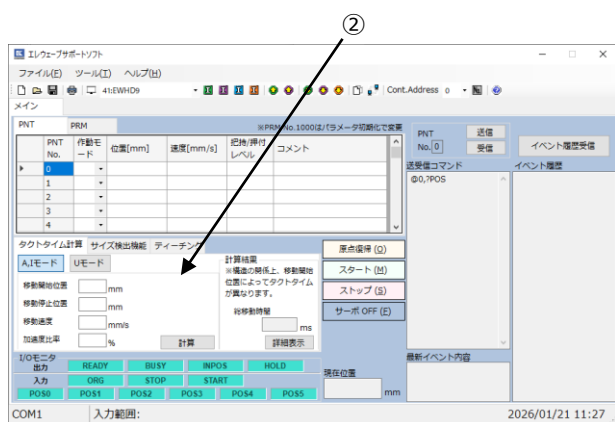 ②
エレウェーブサポートソフト
ファイル(F) ツール(T) ヘルプ(H)
41:EWHD9 Cont.Address 0
メイン
PNT PRM ※PRM No.1000はパラメータ初期化で変更
PNT No. 作動モード 位置[mm] 速度[mm/s] 把持/押付レベル コメント
0
1
2
3
4
PNT No. 0 送信 受信
イベント履歴受信
送受信コマンド
@0,?POS
イベント履歴
タクトタイム計算 サイズ検出機能 ティーチング
A,Iモード Uモード
移動開始位置 mm
移動停止位置 mm
移動速度 mm/s
加速度比率 %
計算
計算結果
※構造の関係上、移動開始
位置によってタクトタイム
が異なります。
総移動時間
ms
詳細表示
原点復帰 (O)
スタート (M)
ストップ (S)
サーボ OFF (F)
I/Oモニタ
出力 READY BUSY INPOS HOLD
入力 ORG STOP START
POS0 POS1 POS2 POS3 POS4 POS5
現在位置
mm
最新イベント内容
COM1 入力範囲: 2026/01/21 11:27